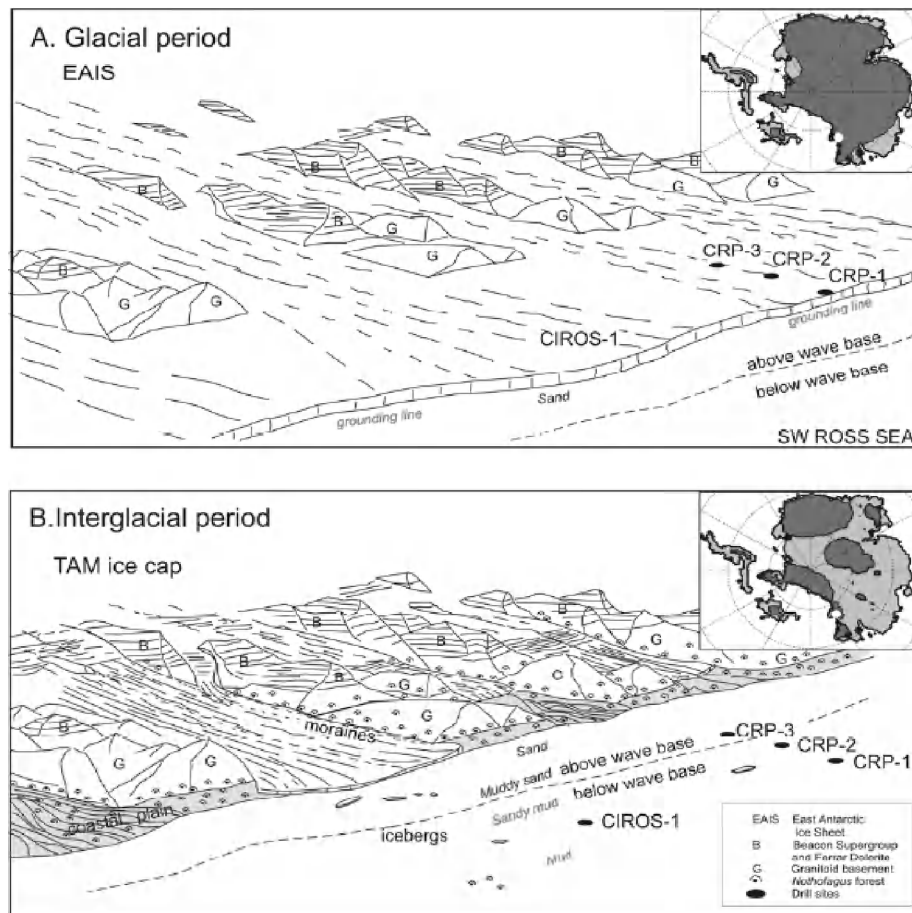 A. Glacial period
EAIS
B
B
B
B
G
G
B
B
G
G
G
B
G
G
CRP-3
CRP-2
CRP-1
grounding line
CIROS-1
above wave base
below wave base
Sand
grounding line
SW ROSS SEA
B.Interglacial period
TAM ice cap
B
B
B
B
G
B
B
B
G
G
G
B
G
G
moraines
Sand
CRP-3
CRP-2
CRP-1
Muddy sand
above wave base
below wave base
Sandy mud
coastal plain
icebergs
CIROS-1
Mud
EAIS East Antarctic
Ice Sheet
B Beacon Supergroup
and Ferrar Dolerite
G Granitoid basement
Nothofagus forest
Drill sites